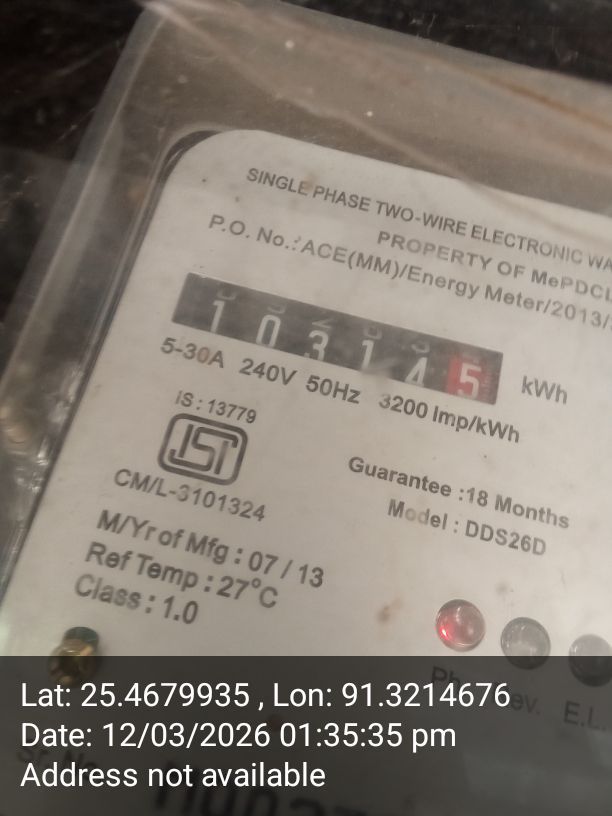 SINGLE PHASE TWO-WIRE ELECTRONIC
PROPERTY OF MePDCL
P.O. No.: ACE(MM)/Energy Meter/2013/
1 0 3 1 4 5 kWh
5-30A 240V 50Hz 3200 Imp/kWh
IS : 13779
ISI
CM/L-3101324
Guarantee : 18 Months
Model : DDS26D
M/Yr of Mfg : 07 / 13
Ref Temp : 27°C
Class : 1.0
E.L.
Lat: 25.4679935 , Lon: 91.3214676
Date: 12/03/2026 01:35:35 pm
Address not available